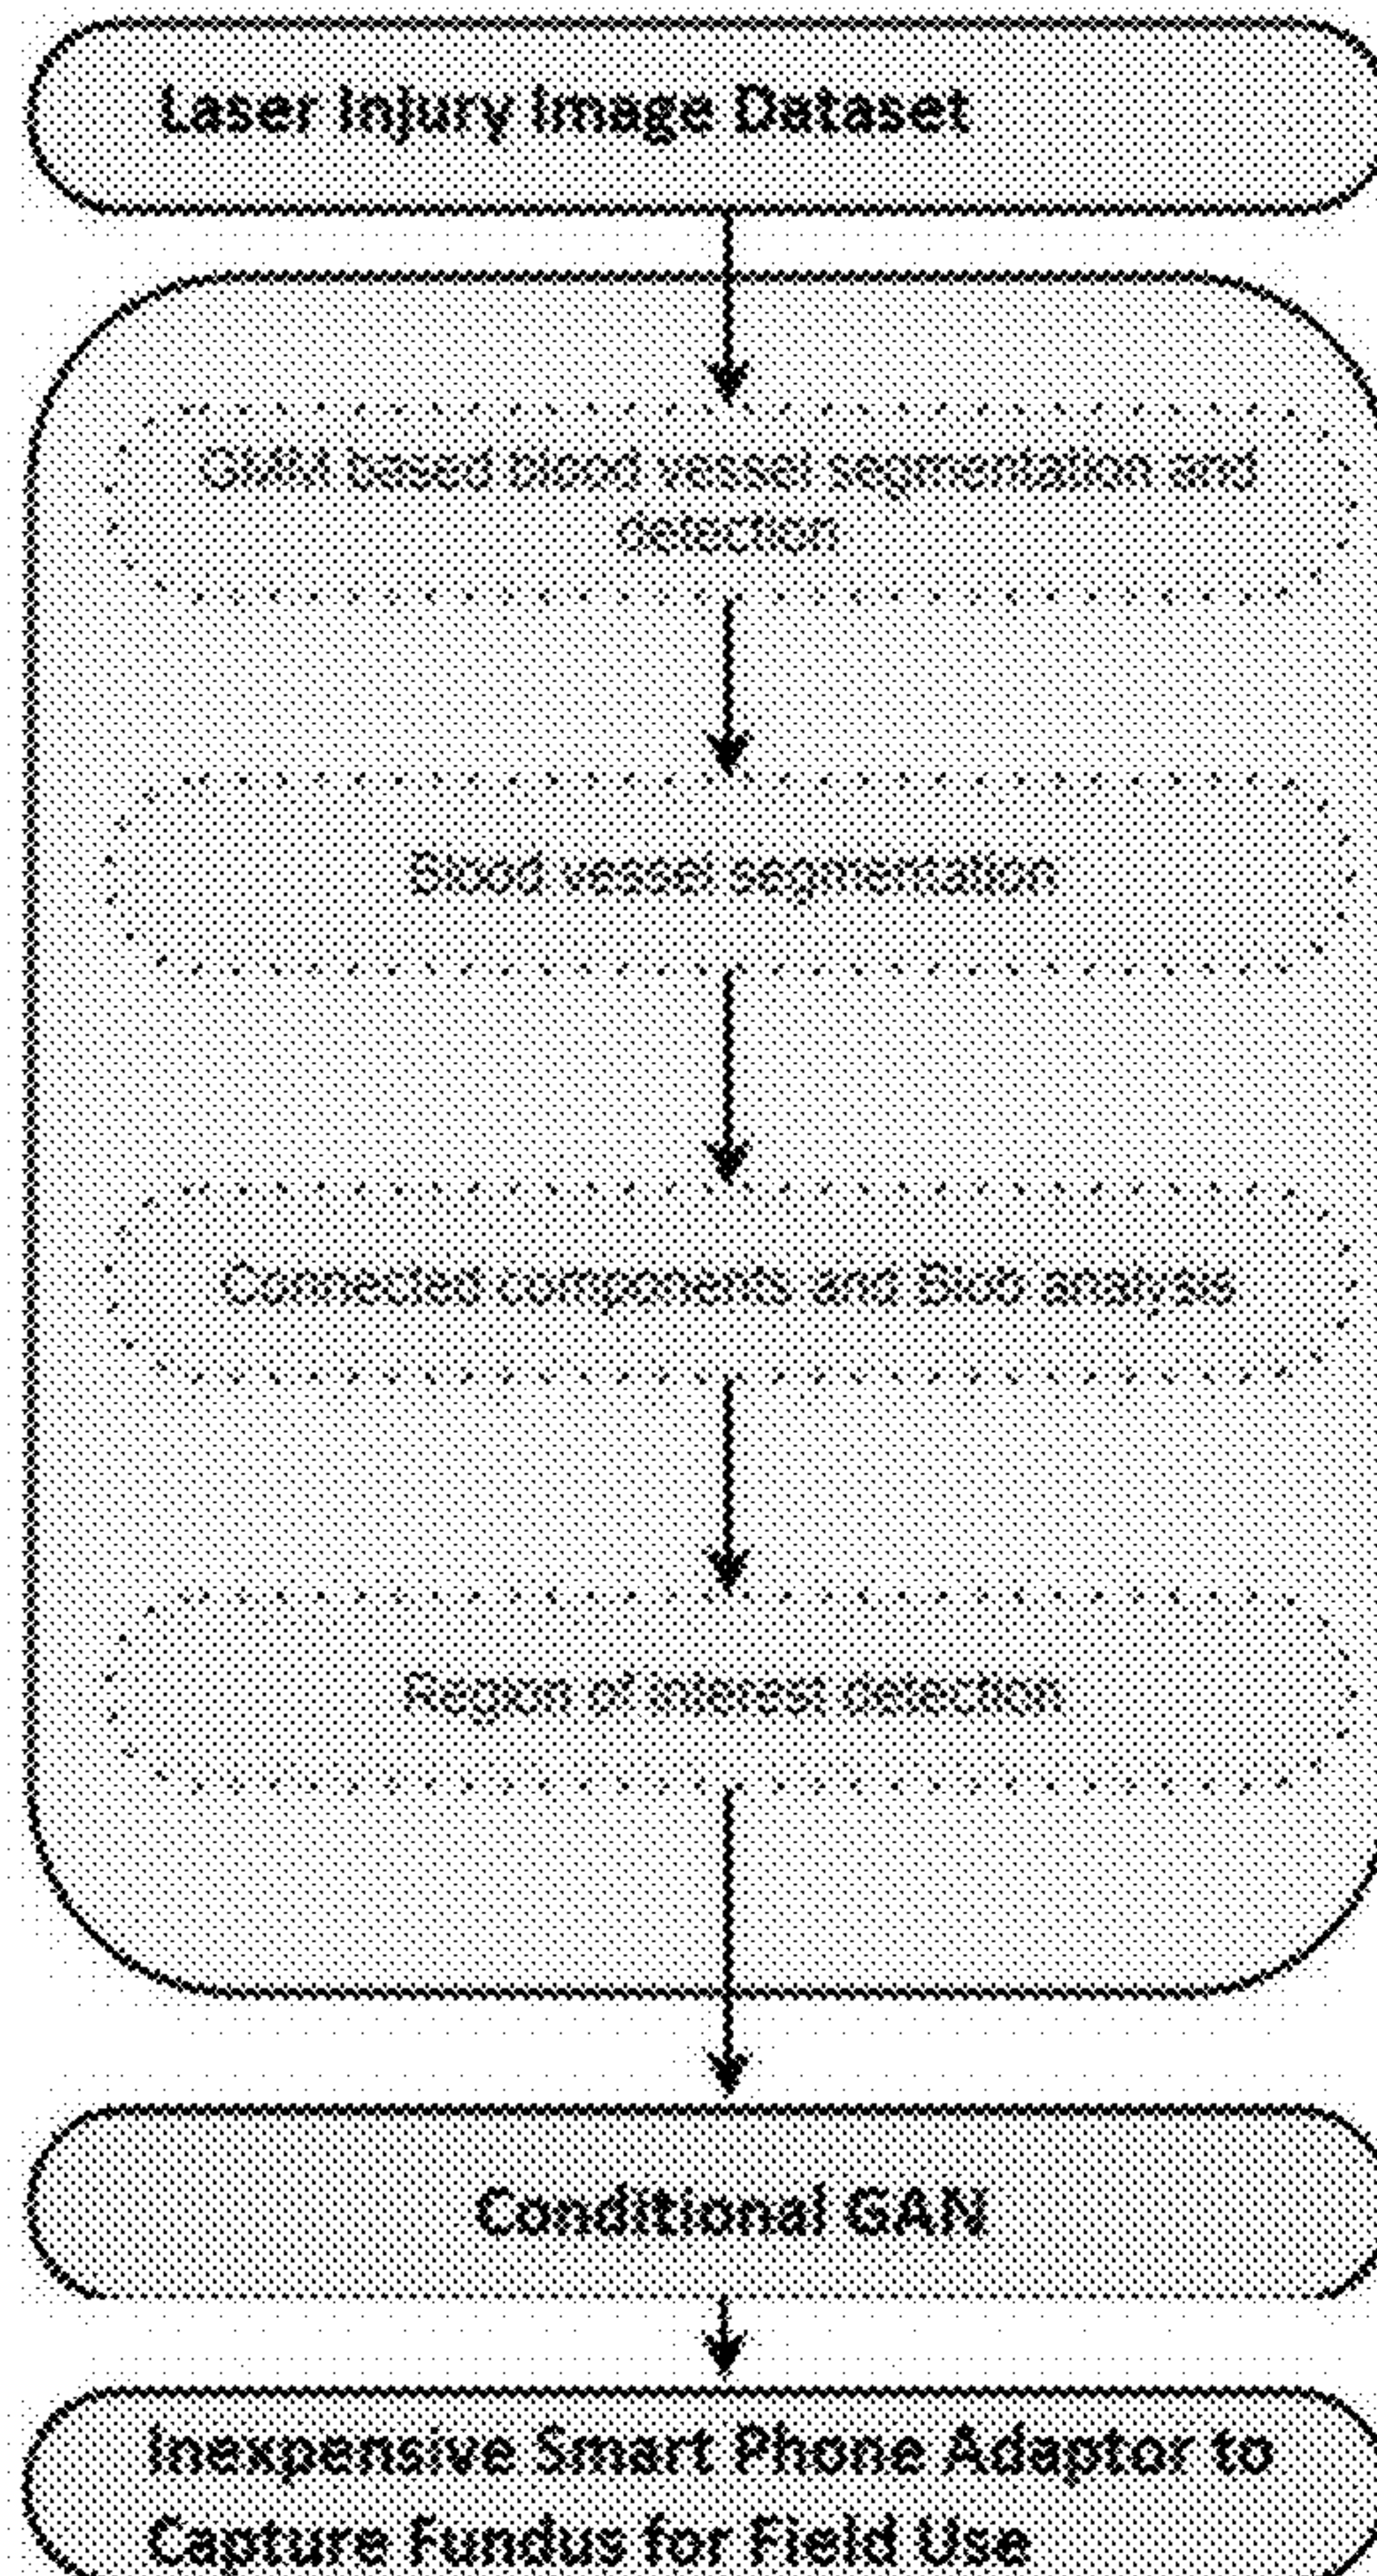 Laser Injury Image Dataset
GMM based blood vessel segmentation and
detection
Blood vessel segmentation
Connected components and Blob analysis
Region of interest detection
Conditional GAN
Inexpensive Smart Phone Adaptor to
Capture Fundus for Field Use